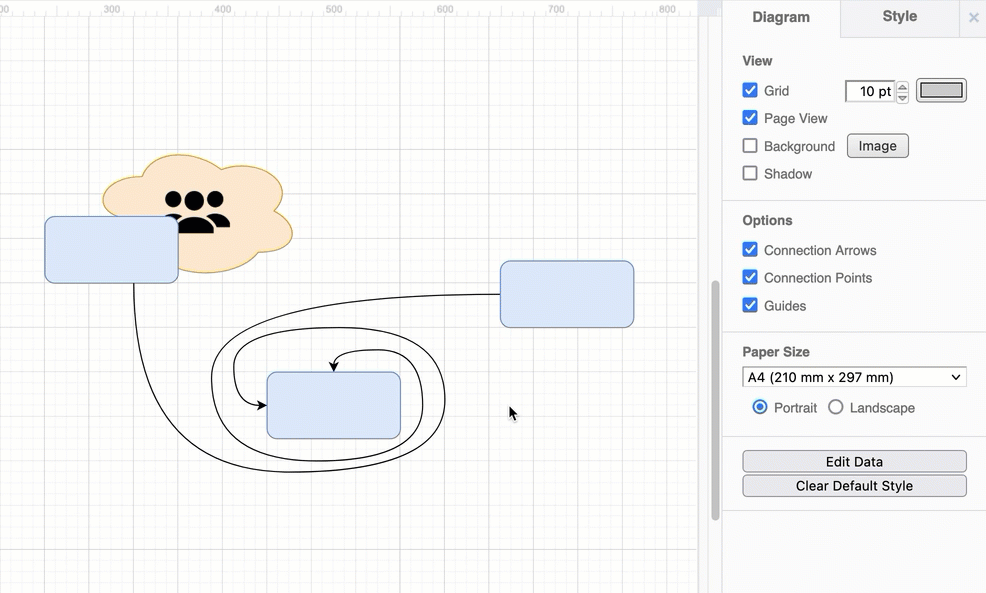 00 300 400 500 600 700 800
Diagram Style
View
Grid 10 pt
Page View
Background Image
Shadow
Options
Connection Arrows
Connection Points
Guides
Paper Size
A4 (210 mm x 297 mm)
Portrait Landscape
Edit Data
Clear Default Style